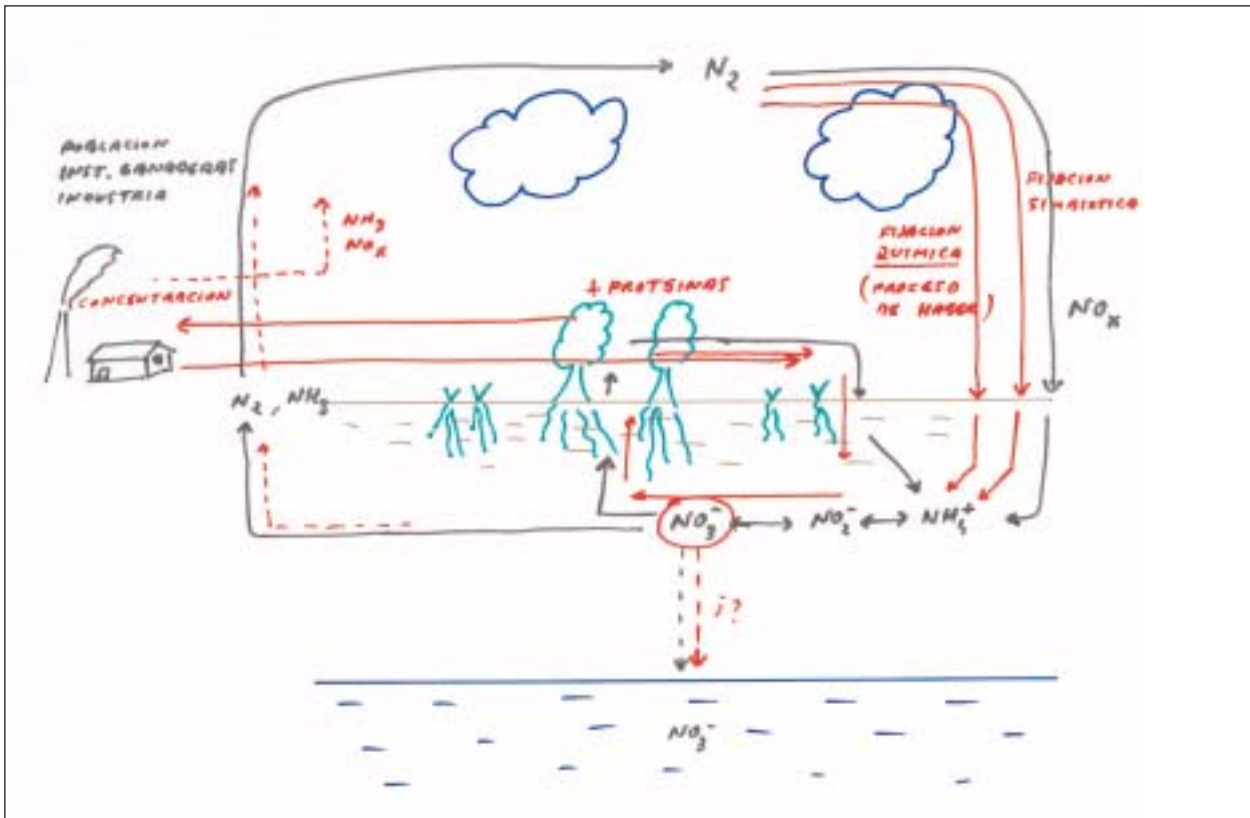 N₂
POBLACION
INST. GANADERAS
INDUSTRIA
FIJACION
SIMBIOTICA
NH₃
NOₓ
FIJACION
QUIMICA
(PROCESO
DE HABER)
CONCENTRACION
+ PROTEINAS
NOₓ
N₂, NH₃
NO₃⁻
NO₂⁻
NH₄⁺
¿?
NO₃⁻